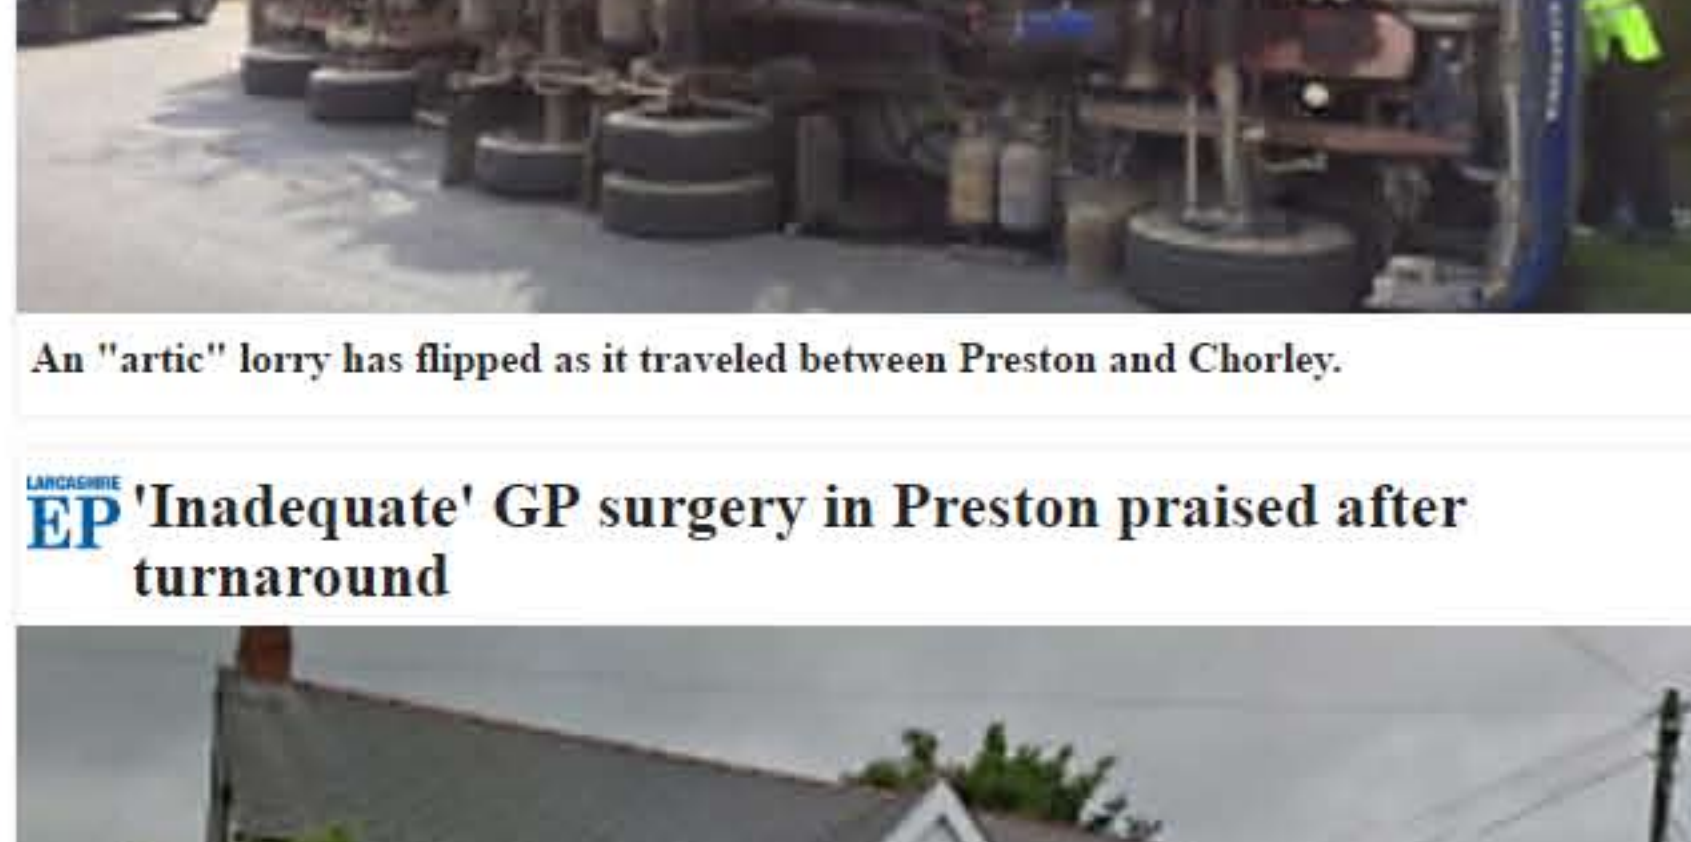 An "artic" lorry has flipped as it traveled between Preston and Chorley.
LANCASHIRE
EP
'Inadequate' GP surgery in Preston praised after
turnaround